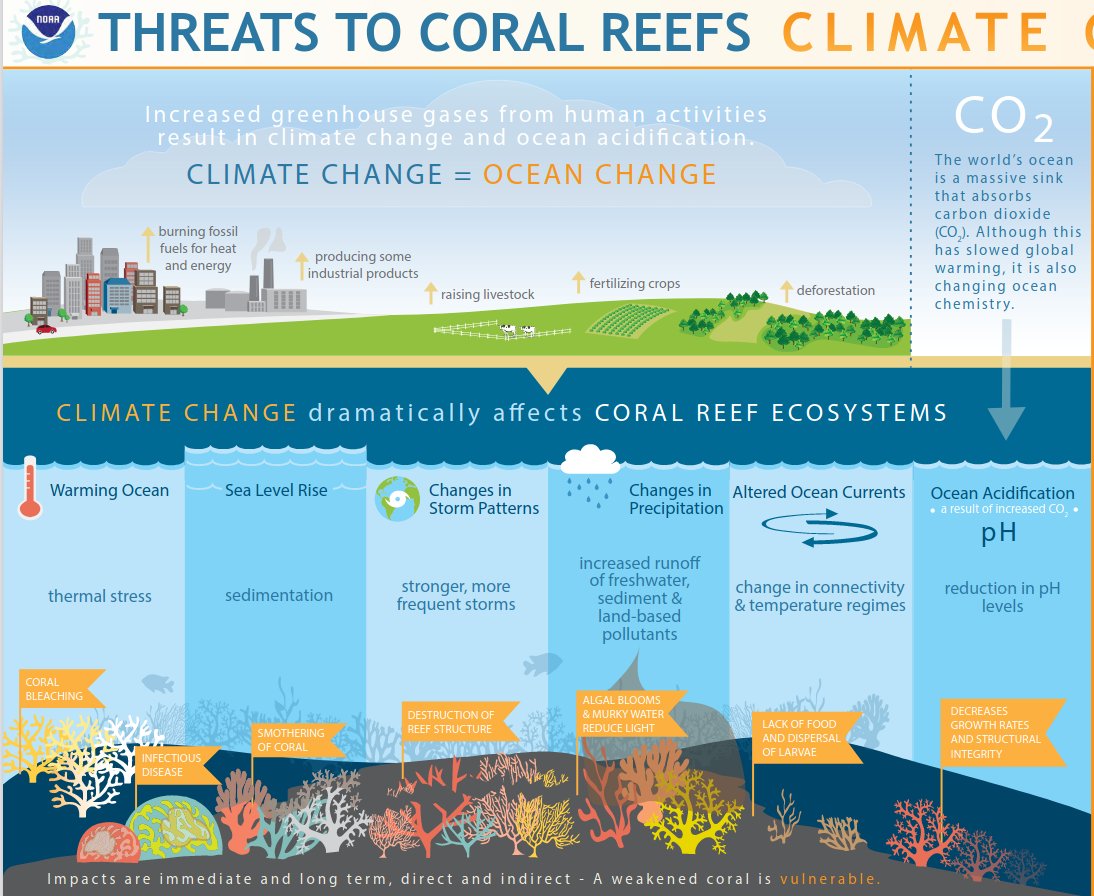 NOAA
THREATS TO CORAL REEFS CLIMATE
Increased greenhouse gases from human activities
result in climate change and ocean acidification.
CLIMATE CHANGE = OCEAN CHANGE
CO2
The world's ocean
is a massive sink
that absorbs
carbon dioxide
(CO2). Although this
has slowed global
warming, it is also
changing ocean
chemistry.
burning fossil
fuels for heat
and energy
producing some
industrial products
raising livestock
fertilizing crops
deforestation
CLIMATE CHANGE dramatically affects CORAL REEF ECOSYSTEMS
Warming Ocean
thermal stress
Sea Level Rise
sedimentation
Changes in
Storm Patterns
stronger, more
frequent storms
Changes in
Precipitation
increased runoff
of freshwater,
sediment &
land-based
pollutants
Altered Ocean Currents
change in connectivity
& temperature regimes
Ocean Acidification
• a result of increased CO2 •
pH
reduction in pH
levels
CORAL
BLEACHING
INFECTIOUS
DISEASE
SMOTHERING
OF CORAL
DESTRUCTION OF
REEF STRUCTURE
ALGAL BLOOMS
& MURKY WATER
REDUCE LIGHT
LACK OF FOOD
AND DISPERSAL
OF LARVAE
DECREASES
GROWTH RATES
AND STRUCTURAL
INTEGRITY
Impacts are immediate and long term, direct and indirect - A weakened coral is vulnerable.